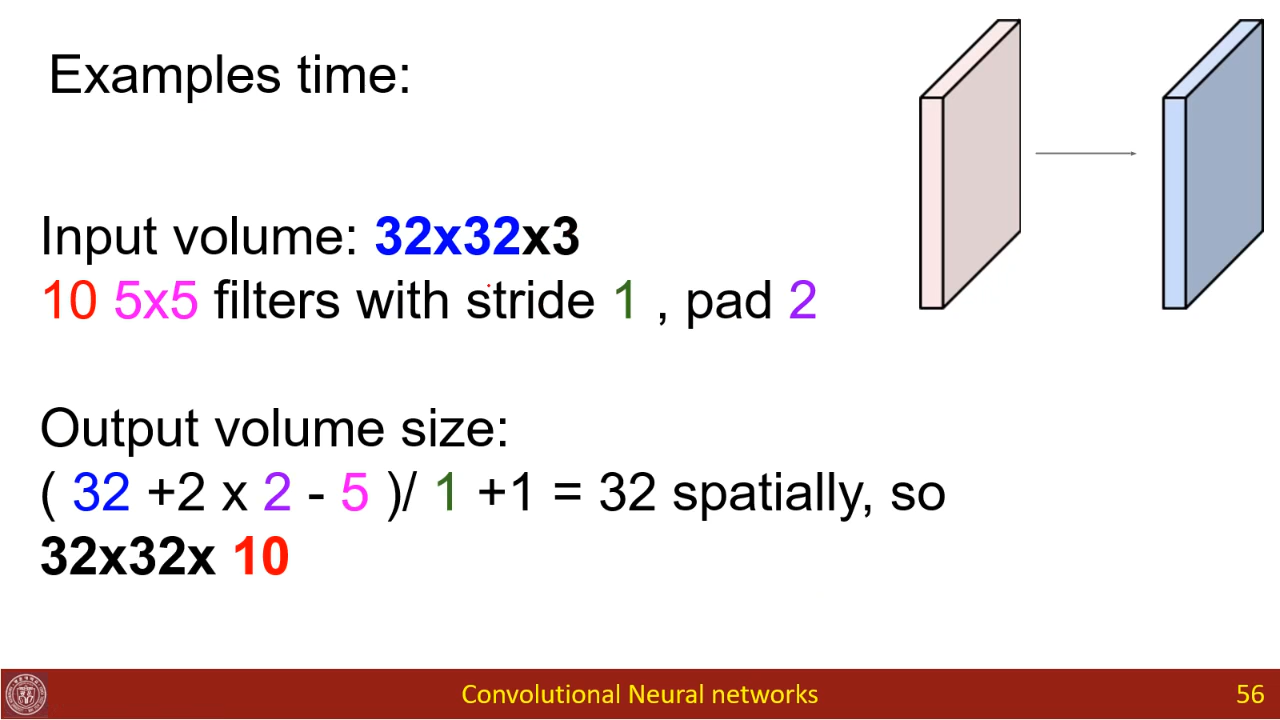 Examples time:
Input volume: 32x32x3
10 5x5 filters with stride 1 , pad 2
Output volume size:
( 32 +2 x 2 - 5 )/ 1 +1 = 32 spatially, so
32x32x 10
Convolutional Neural networks
56